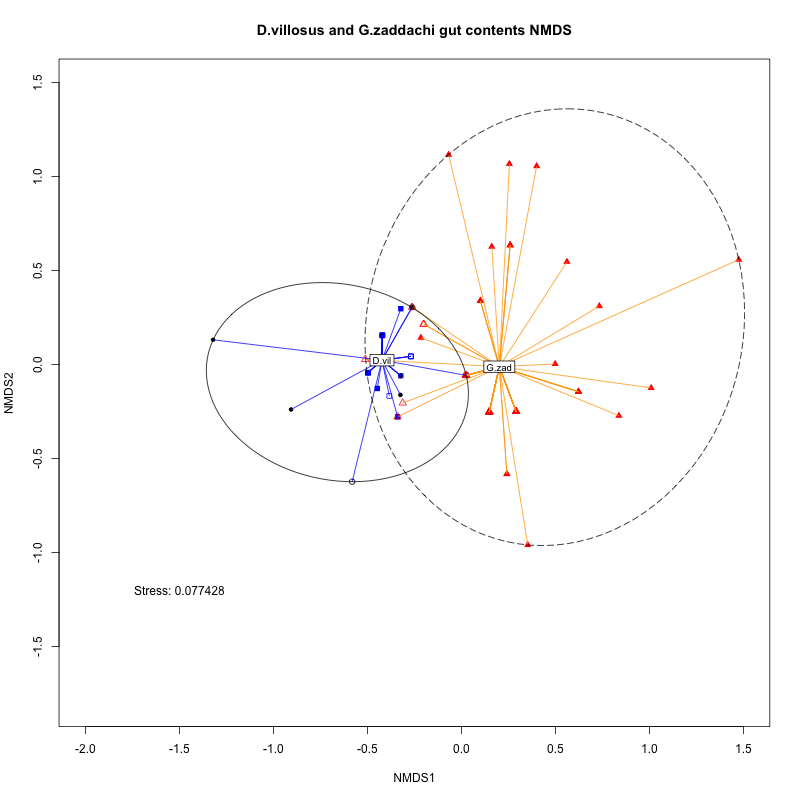 D.villosus and G.zaddachi gut contents NMDS
1.5
1.0
0.5
0.0
-0.5
-1.0
-1.5
NMDS2
D.vil
G.zad
Stress: 0.077428
-2.0 -1.5 -1.0 -0.5 0.0 0.5 1.0 1.5
NMDS1